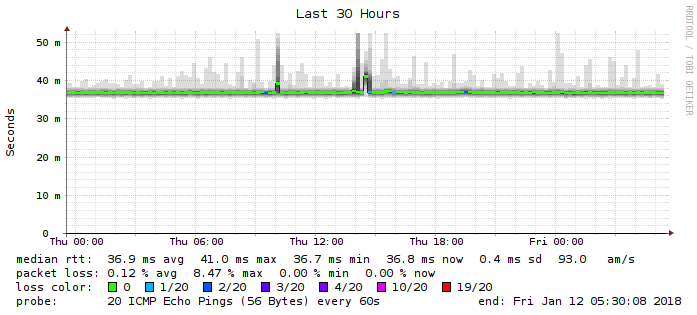 Last 30 Hours
RRDTOOL / TOBI OETIKER
50 m
40 m
30 m
20 m
10 m
0
Seconds
Thu 00:00 Thu 06:00 Thu 12:00 Thu 18:00 Fri 00:00
median rtt: 36.9 ms avg 41.0 ms max 36.7 ms min 36.8 ms now 0.4 ms sd 93.0 am/s
packet loss: 0.12 % avg 8.47 % max 0.00 % min 0.00 % now
loss color: 0 1/20 2/20 3/20 4/20 10/20 19/20
probe: 20 ICMP Echo Pings (56 Bytes) every 60s end: Fri Jan 12 05:30:08 2018